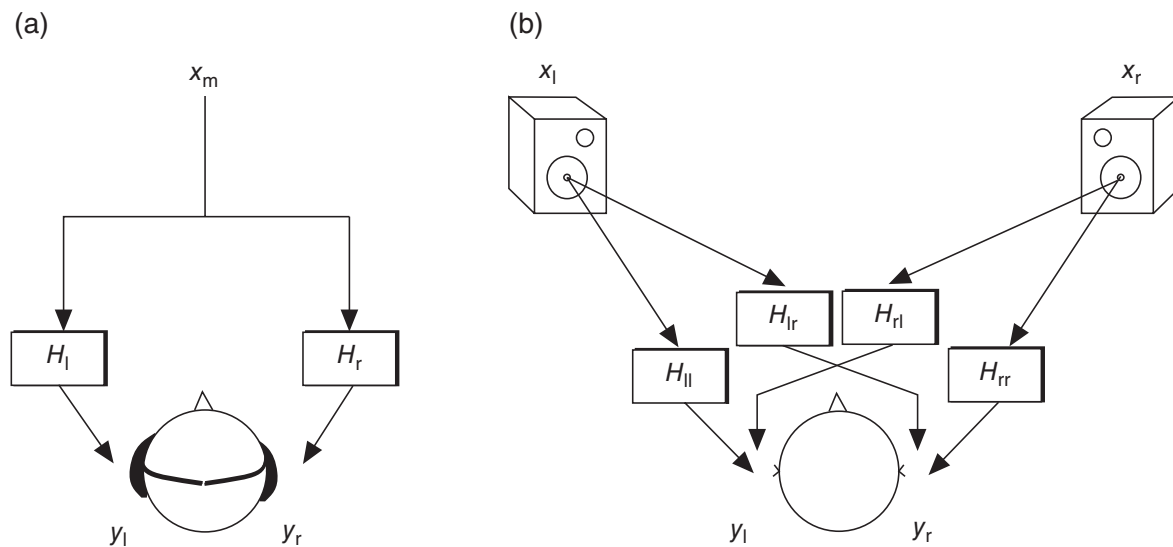 (a)
x_m
H_l
H_r
y_l
y_r
(b)
x_l
x_r
H_lr
H_rl
H_ll
H_rr
y_l
y_r